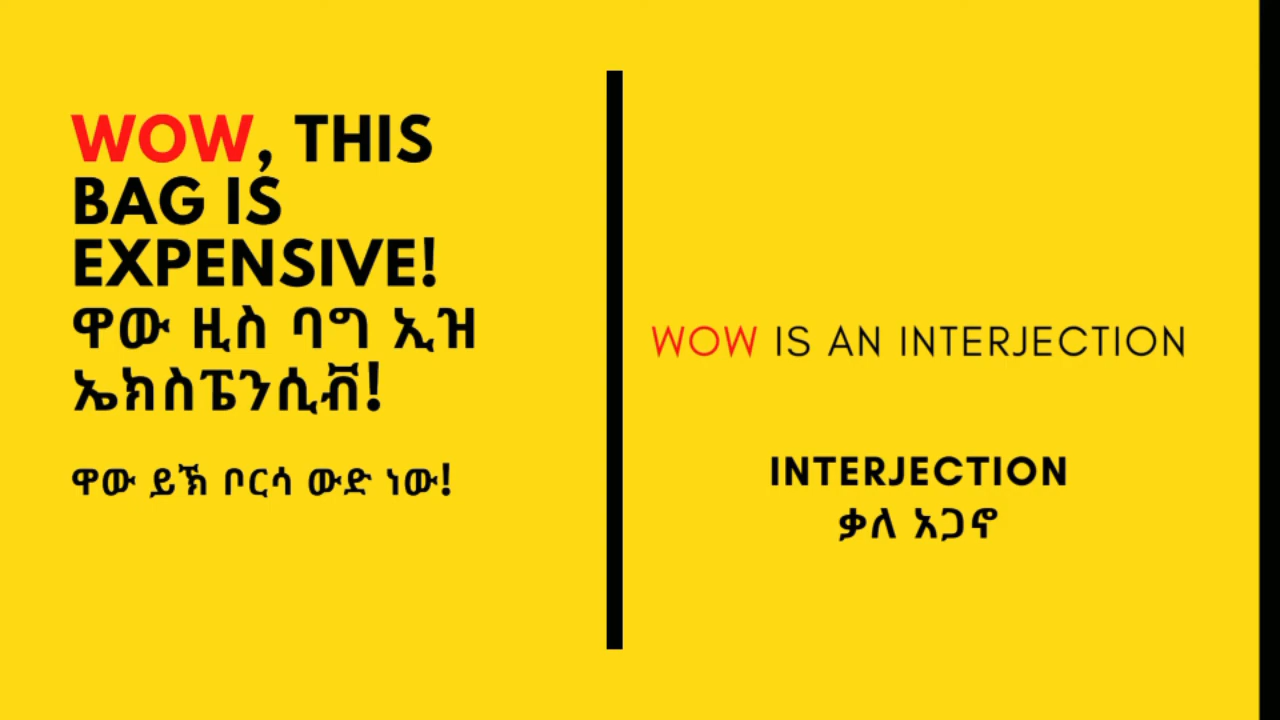 WOW, THIS
BAG IS
EXPENSIVE!
ዋው ዚስ ባግ ኢዝ
ኤክስፔንሲቭ!
ዋው ይኽ ቦርሳ ውድ ነው!
WOW IS AN INTERJECTION
INTERJECTION
ቃለ አጋኖ